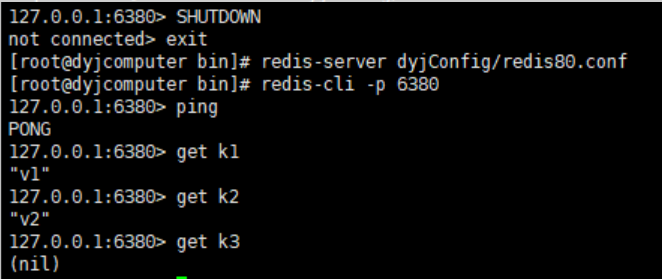 127.0.0.1:6380> SHUTDOWN
not connected> exit
[root@dyjcomputer bin]# redis-server dyjConfig/redis80.conf
[root@dyjcomputer bin]# redis-cli -p 6380
127.0.0.1:6380> ping
PONG
127.0.0.1:6380> get k1
"v1"
127.0.0.1:6380> get k2
"v2"
127.0.0.1:6380> get k3
(nil)